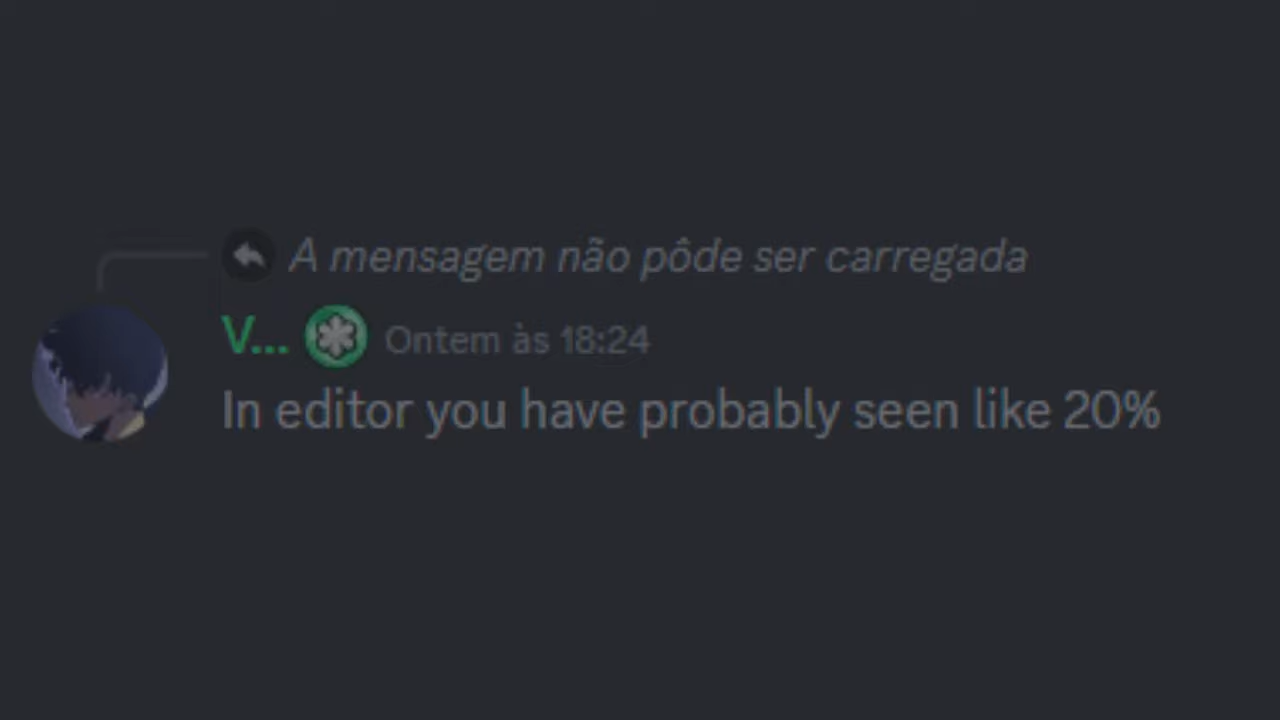 A mensagem não pôde ser carregada
V... Ontem às 18:24
In editor you have probably seen like 20%